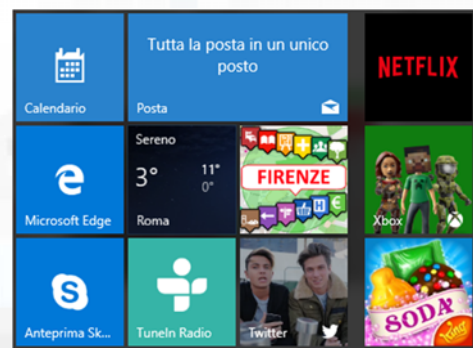 Tutta la posta in un unico
posto
Calendario
Posta
NETFLIX
Microsoft Edge
Sereno
3°
11°
0°
Roma
FIRENZE
Xbox
Anteprima Sk...
TuneIn Radio
Twitter
SODA
King